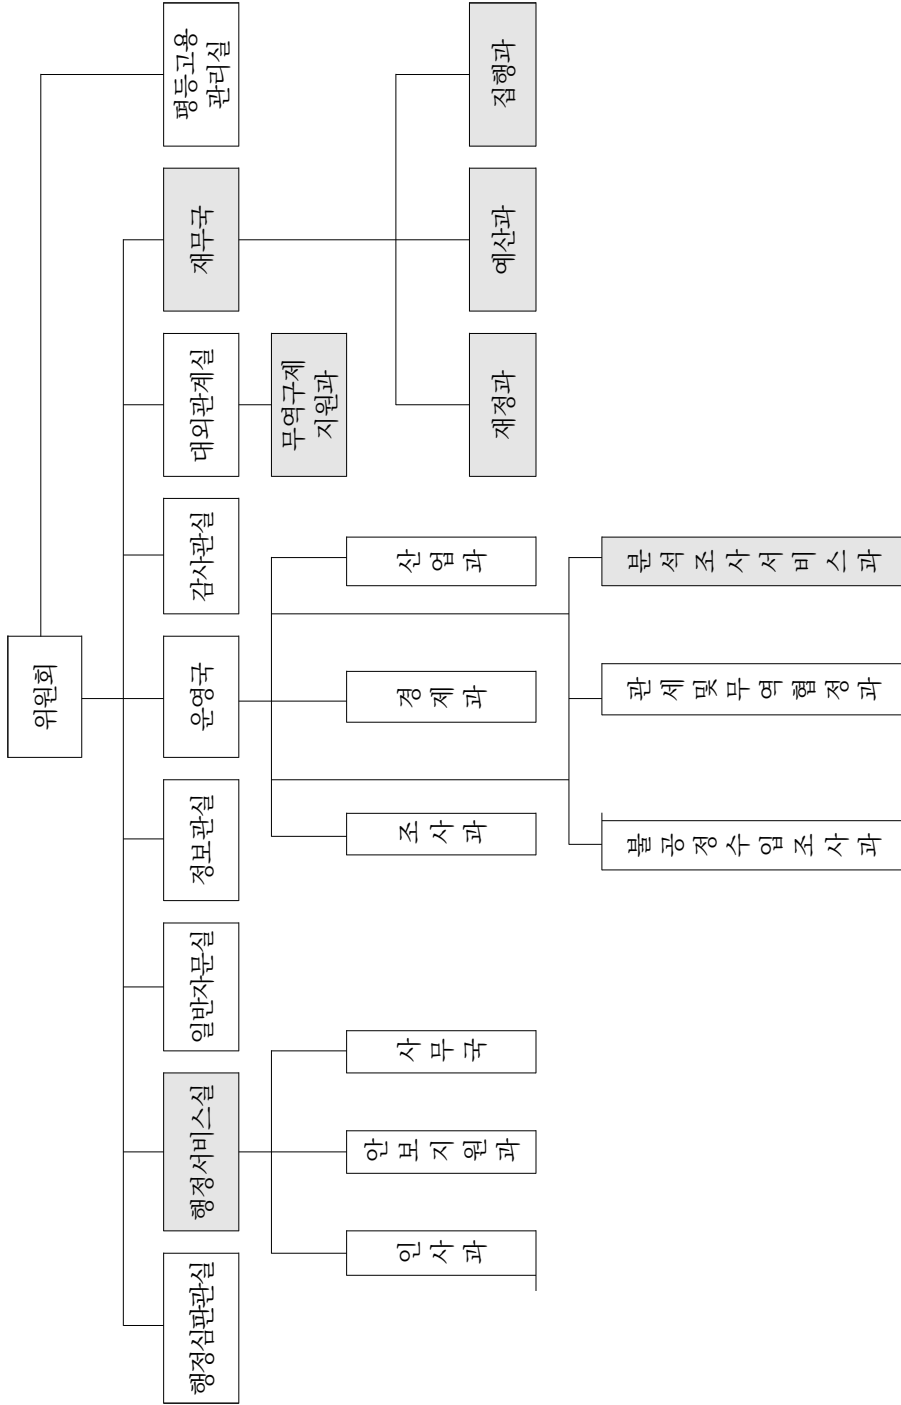 위원회
행정심판관실
행정서비스실
일반자문실
정보관실
운영국
감사관실
대외관계실
재무국
평등고용
관리실
무역구제
지원과
인사과
안보지원과
사무국
조사과
경제과
산업과
재정과
예산과
집행과
불공정수입조사과
관세및무역협정과
분석조사서비스과